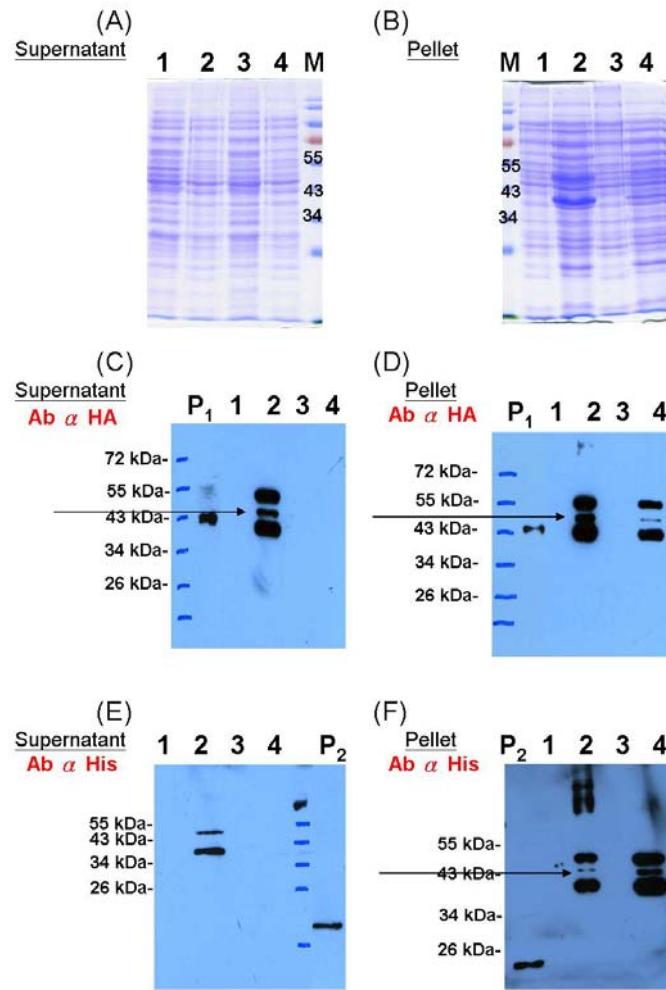 (A)
Supernatant
1 2 3 4 M
55
43
34
(B)
Pellet
M 1 2 3 4
55
43
34
(C)
Supernatant
Ab α HA
P1 1 2 3 4
72 kDa-
55 kDa-
43 kDa-
34 kDa-
26 kDa-
(D)
Pellet
Ab α HA
P1 1 2 3 4
72 kDa-
55 kDa-
43 kDa-
34 kDa-
26 kDa-
(E)
Supernatant
Ab α His
1 2 3 4 P2
55 kDa-
43 kDa-
34 kDa-
26 kDa-
(F)
Pellet
Ab α His
P2 1 2 3 4
55 kDa-
43 kDa-
34 kDa-
26 kDa-